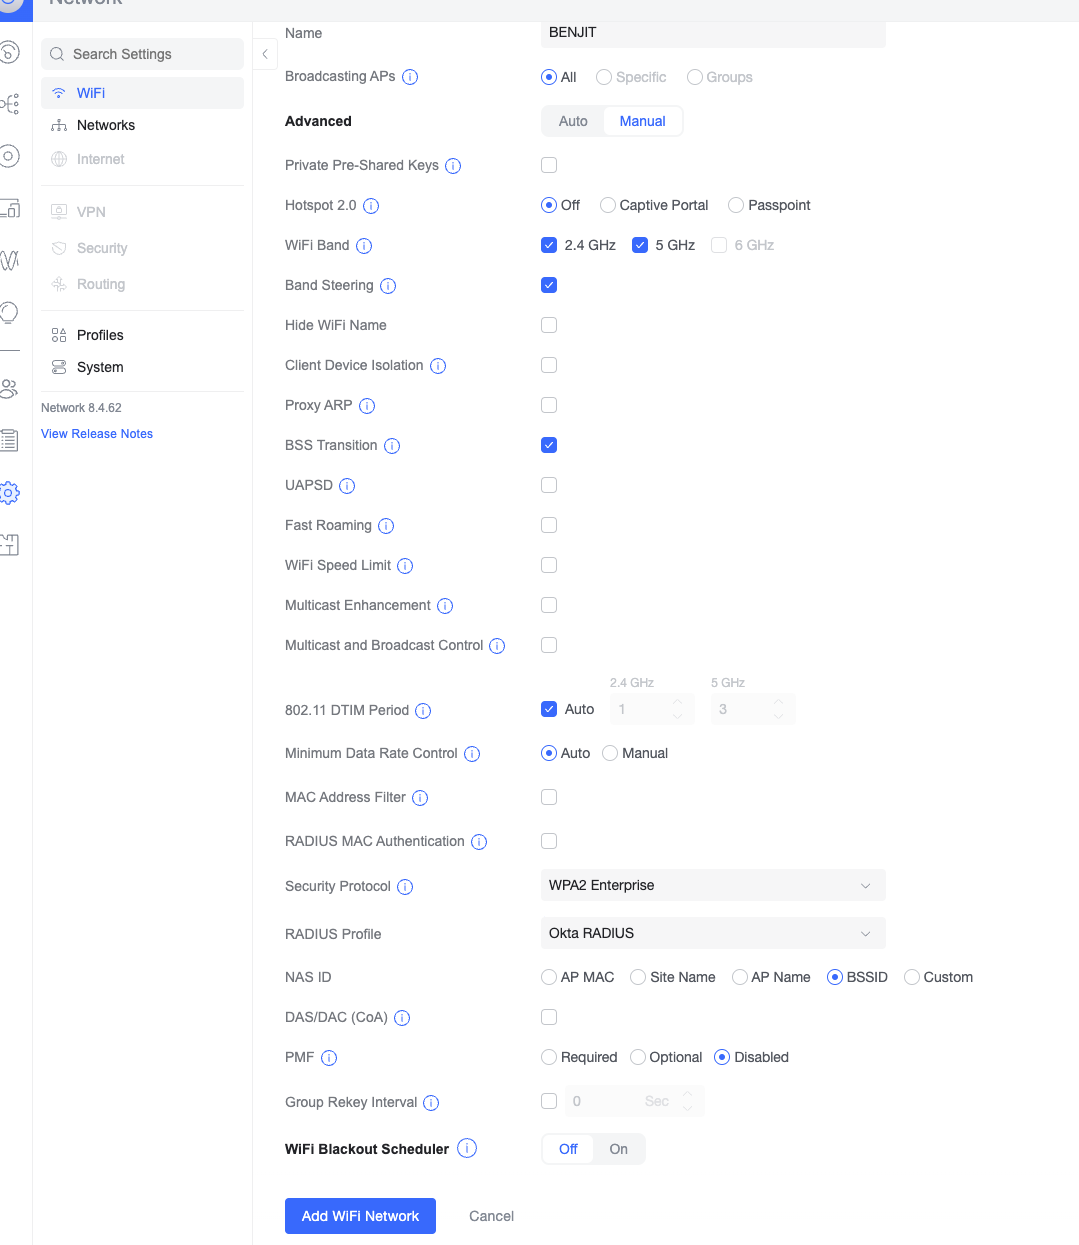 Network
Search Settings
WiFi
Networks
Internet
VPN
Security
Routing
Profiles
System
Network 8.4.62
View Release Notes
Name BENJIT
Broadcasting APs All Specific Groups
Advanced Auto Manual
Private Pre-Shared Keys
Hotspot 2.0 Off Captive Portal Passpoint
WiFi Band 2.4 GHz 5 GHz 6 GHz
Band Steering
Hide WiFi Name
Client Device Isolation
Proxy ARP
BSS Transition
UAPSD
Fast Roaming
WiFi Speed Limit
Multicast Enhancement
Multicast and Broadcast Control
2.4 GHz 5 GHz
802.11 DTIM Period Auto 1 3
Minimum Data Rate Control Auto Manual
MAC Address Filter
RADIUS MAC Authentication
Security Protocol WPA2 Enterprise
RADIUS Profile Okta RADIUS
NAS ID AP MAC Site Name AP Name BSSID Custom
DAS/DAC (CoA)
PMF Required Optional Disabled
Group Rekey Interval 0 Sec
WiFi Blackout Scheduler Off On
Add WiFi Network Cancel